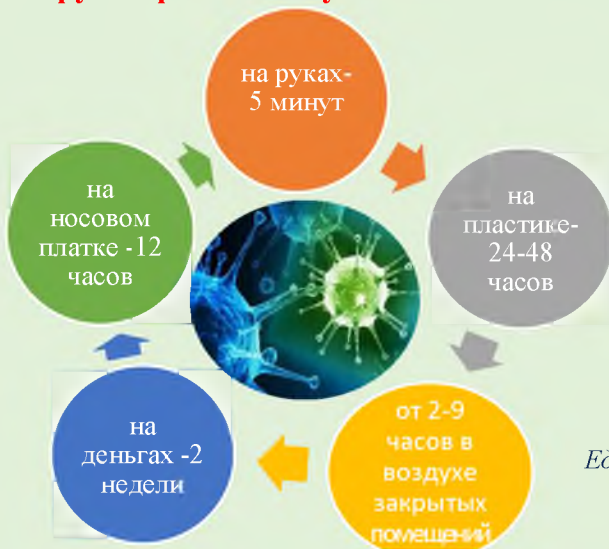 на руках-
5 минут
на
пластике-
24-48
часов
от 2-9
часов в
воздухе
закрытых
помещений
на
деньгах -2
недели
на
носовом
платке -12
часов